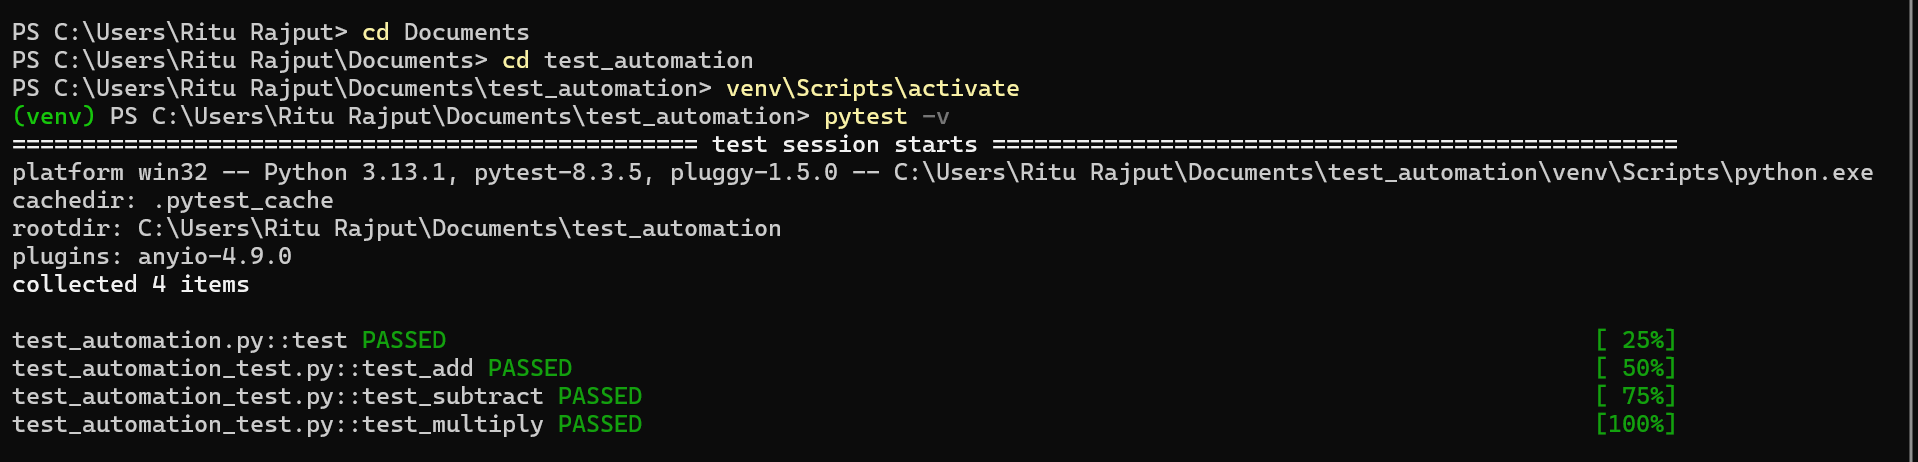 PS C:\Users\Ritu Rajput> cd Documents
PS C:\Users\Ritu Rajput\Documents> cd test_automation
PS C:\Users\Ritu Rajput\Documents\test_automation> venv\Scripts\activate
(venv) PS C:\Users\Ritu Rajput\Documents\test_automation> pytest -v
================================================= test session starts =================================================
platform win32 -- Python 3.13.1, pytest-8.3.5, pluggy-1.5.0 -- C:\Users\Ritu Rajput\Documents\test_automation\venv\Scripts\python.exe
cachedir: .pytest_cache
rootdir: C:\Users\Ritu Rajput\Documents\test_automation
plugins: anyio-4.9.0
collected 4 items

test_automation.py::test PASSED [ 25%]
test_automation_test.py::test_add PASSED [ 50%]
test_automation_test.py::test_subtract PASSED [ 75%]
test_automation_test.py::test_multiply PASSED [100%]